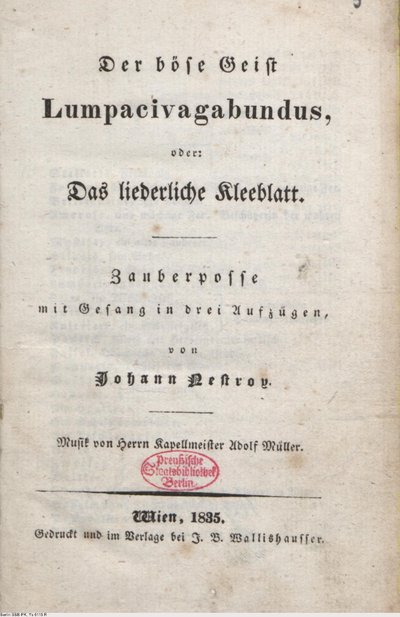 Der böse Geist
Lumpacivagabundus,
oder:
Das liederliche Kleeblatt.
Zauberposse
mit Gesang in drei Aufzügen,
von
Johann Nestroy.
Musik von Herrn Kapellmeister Adolf Müller.
Preußische
Staatsbibliothek
Berlin
Wien, 1835.
Gedruckt und im Verlage bei J. B. Wallishausser.